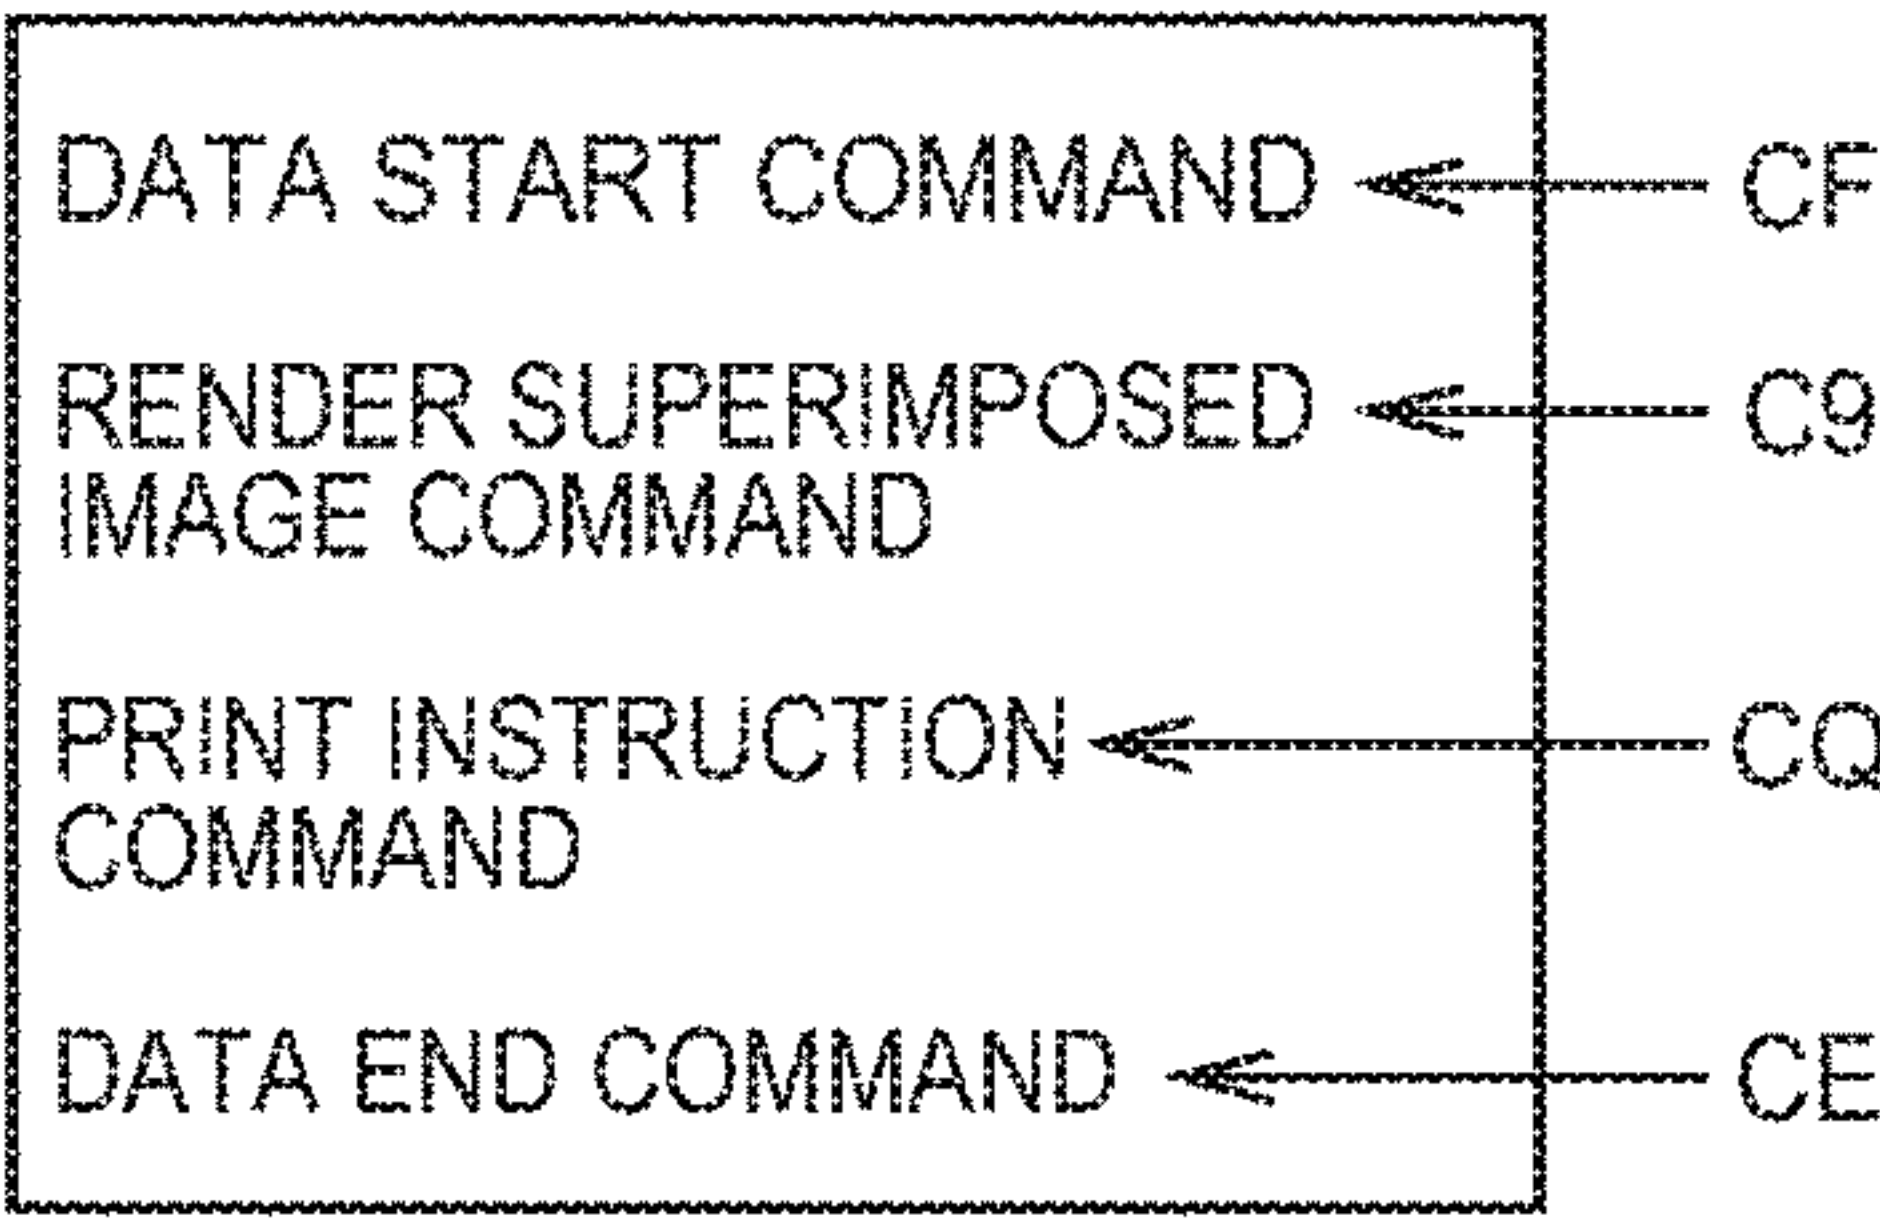 DATA START COMMAND CF
RENDER SUPERIMPOSED C9
IMAGE COMMAND
PRINT INSTRUCTION CQ
COMMAND
DATA END COMMAND CE